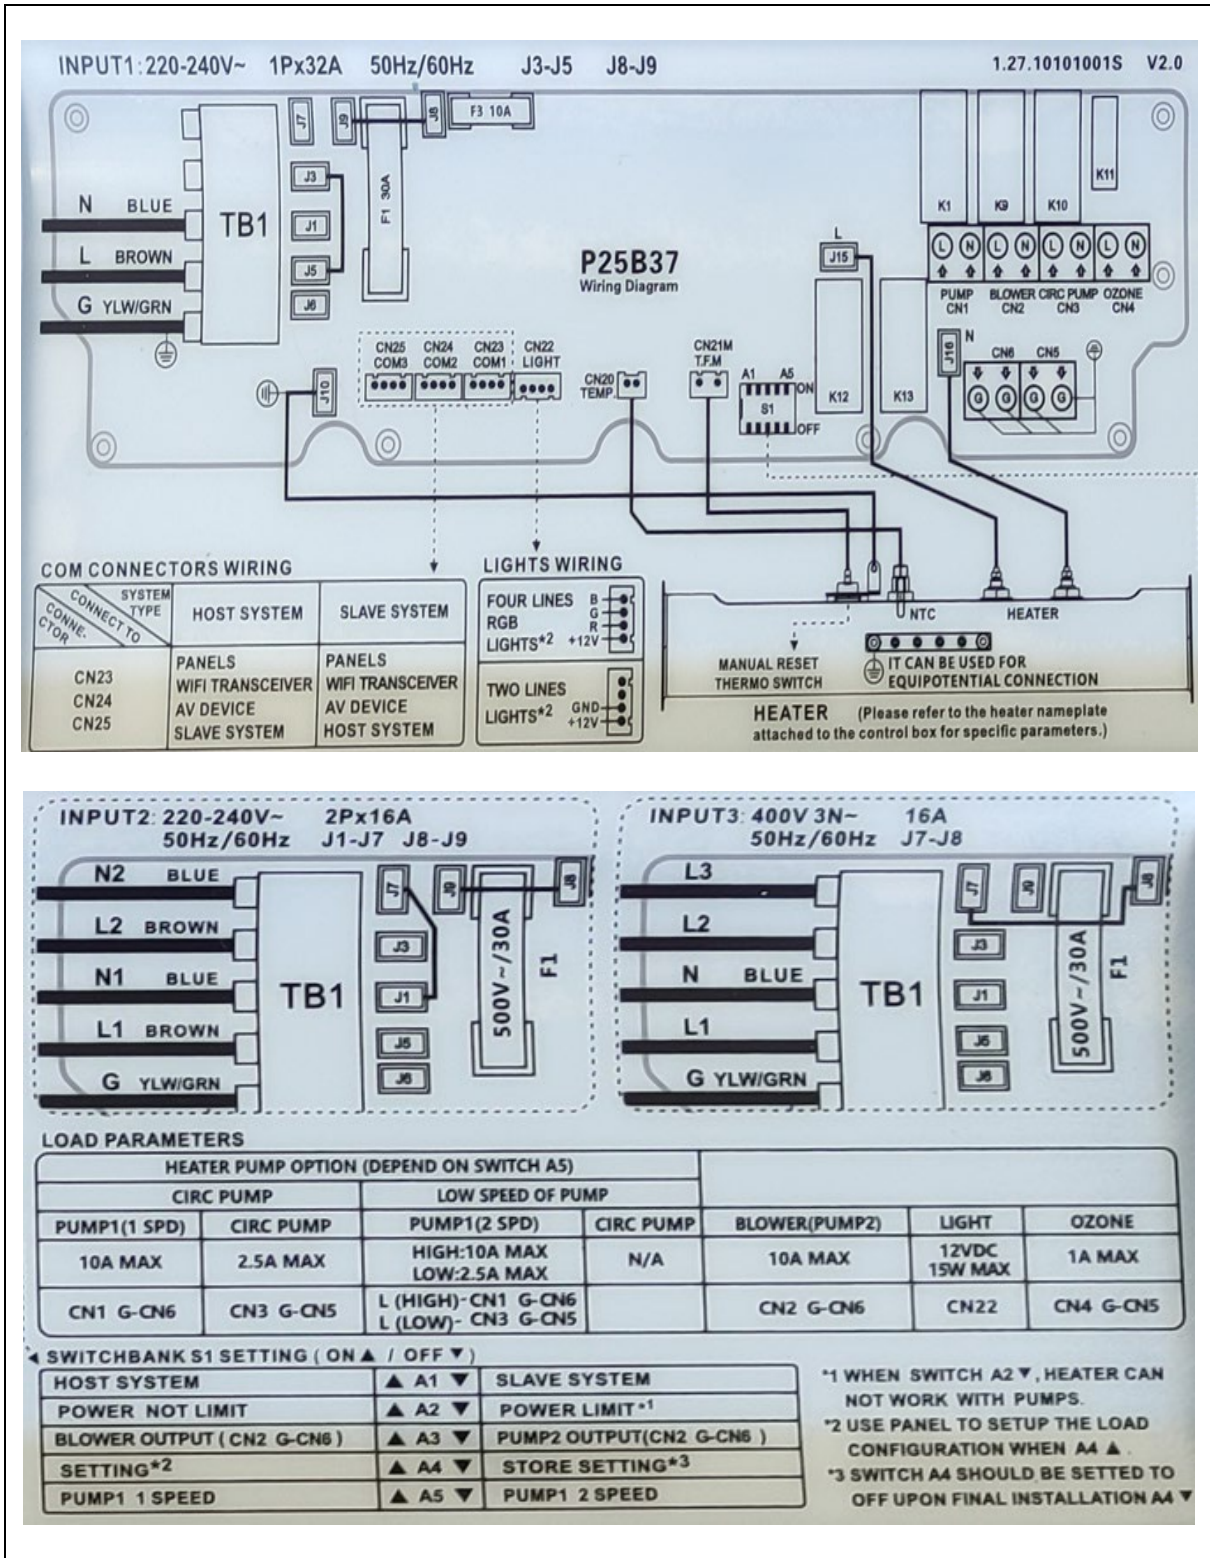 INPUT1:220-240V~ 1Px32A 50Hz/60Hz J3-J5 J8-J9 1.27.10101001S V2.0
J7
J9
J8
F3 10A
J3
F1 30A
K1
K9
K10
K11
N BLUE
TB1
J1
L BROWN
J5
G YLW/GRN
J6
P25B37
Wiring Diagram
L
J15
L N L N L N L N
PUMP CN1
BLOWER CN2
CIRC PUMP CN3
OZONE CN4
CN25 COM3
CN24 COM2
CN23 COM1
CN22 LIGHT
CN20 TEMP.
CN21M T.F.M
A1 A5
ON
S1
OFF
K12
K13
J16
N
CN6 CN5
G G G G
J10
COM CONNECTORS WIRING
SYSTEM TYPE
CONNECT TO
CONNE-CTOR
HOST SYSTEM
SLAVE SYSTEM
CN23
CN24
CN25
PANELS
WIFI TRANSCEIVER
AV DEVICE
SLAVE SYSTEM
PANELS
WIFI TRANSCEIVER
AV DEVICE
HOST SYSTEM
LIGHTS WIRING
FOUR LINES B
G
RGB R
LIGHTS*2 +12V
TWO LINES
GND
LIGHTS*2 +12V
NTC
HEATER
MANUAL RESET
THERMO SWITCH
IT CAN BE USED FOR
EQUIPOTENTIAL CONNECTION
HEATER (Please refer to the heater nameplate
attached to the control box for specific parameters.)
INPUT2: 220-240V~ 2Px16A
50Hz/60Hz J1-J7 J8-J9
N2 BLUE
L2 BROWN
N1 BLUE
L1 BROWN
G YLW/GRN
TB1
J7
J9
J8
J3
J1
J5
J6
500V~/30A
F1
INPUT3: 400V 3N~ 16A
50Hz/60Hz J7-J8
L3
L2
N BLUE
L1
G YLW/GRN
TB1
J7
J9
J8
J3
J1
J5
J6
500V~/30A
F1
LOAD PARAMETERS
HEATER PUMP OPTION (DEPEND ON SWITCH A5)
CIRC PUMP LOW SPEED OF PUMP
PUMP1(1 SPD) CIRC PUMP PUMP1(2 SPD) CIRC PUMP BLOWER(PUMP2) LIGHT OZONE
10A MAX 2.5A MAX HIGH:10A MAX N/A 10A MAX 12VDC 1A MAX
LOW:2.5A MAX 15W MAX
CN1 G-CN6 CN3 G-CN5 L (HIGH)-CN1 G-CN6 CN2 G-CN6 CN22 CN4 G-CN5
L (LOW)- CN3 G-CN5
◀ SWITCHBANK S1 SETTING ( ON ▲ / OFF ▼ )
HOST SYSTEM ▲ A1 ▼ SLAVE SYSTEM
POWER NOT LIMIT ▲ A2 ▼ POWER LIMIT*1
BLOWER OUTPUT ( CN2 G-CN6 ) ▲ A3 ▼ PUMP2 OUTPUT(CN2 G-CN6 )
SETTING*2 ▲ A4 ▼ STORE SETTING*3
PUMP1 1 SPEED ▲ A5 ▼ PUMP1 2 SPEED
*1 WHEN SWITCH A2 ▼, HEATER CAN
NOT WORK WITH PUMPS.
*2 USE PANEL TO SETUP THE LOAD
CONFIGURATION WHEN A4 ▲ .
*3 SWITCH A4 SHOULD BE SETTED TO
OFF UPON FINAL INSTALLATION A4 ▼